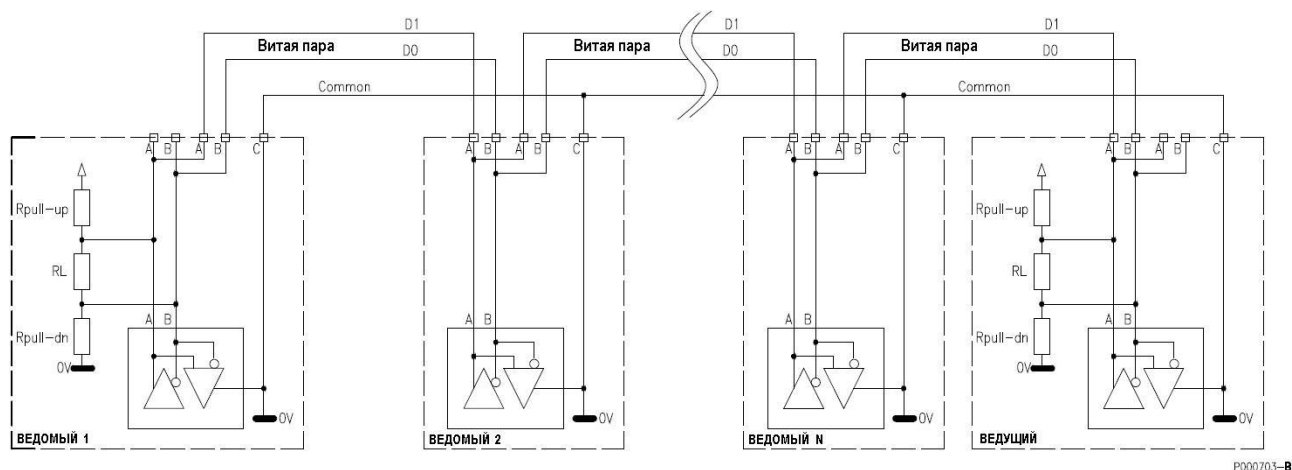 D1 D1 D1
Витая пара Витая пара Витая пара
D0 D0 D0
Common Common
A B A B C A B A B C A B A B C A B A B C
Rpull-up Rpull-up
RL RL
Rpull-dn Rpull-dn
A B A B A B A B
0V 0V
0V 0V 0V 0V
ВЕДОМЫЙ 1 ВЕДОМЫЙ 2 ВЕДОМЫЙ N ВЕДУЩИЙ
P000703-B